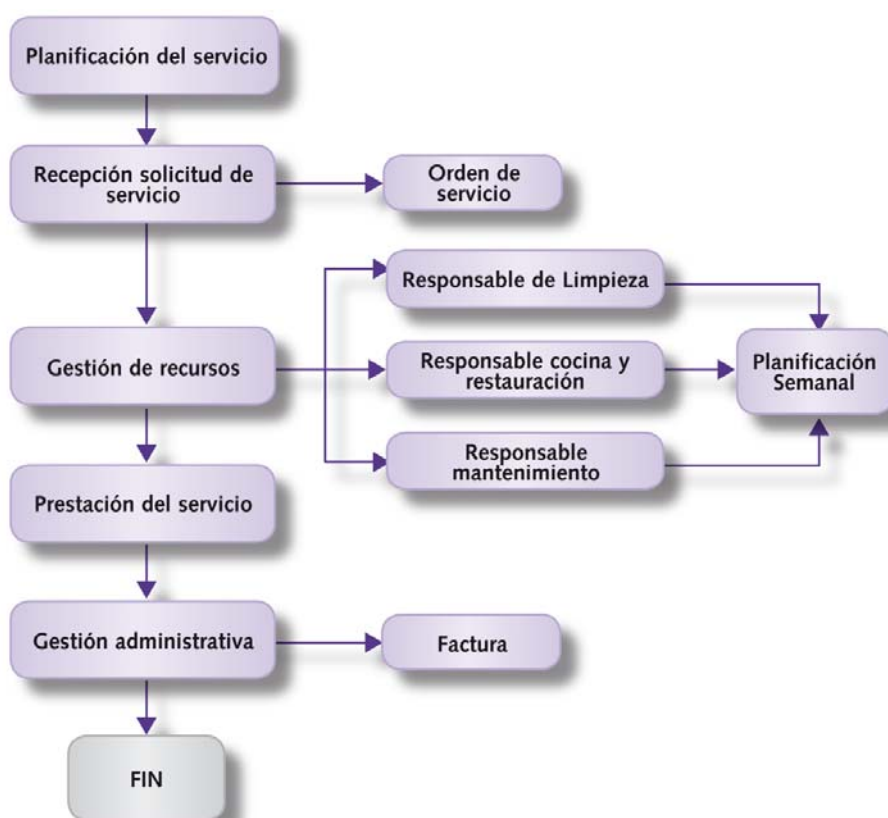 Planificación del servicio
Recepción solicitud de
servicio
Orden de
servicio
Responsable de Limpieza
Gestión de recursos
Responsable cocina y
restauración
Planificación
Semanal
Responsable
mantenimiento
Prestación del servicio
Gestión administrativa
Factura
FIN